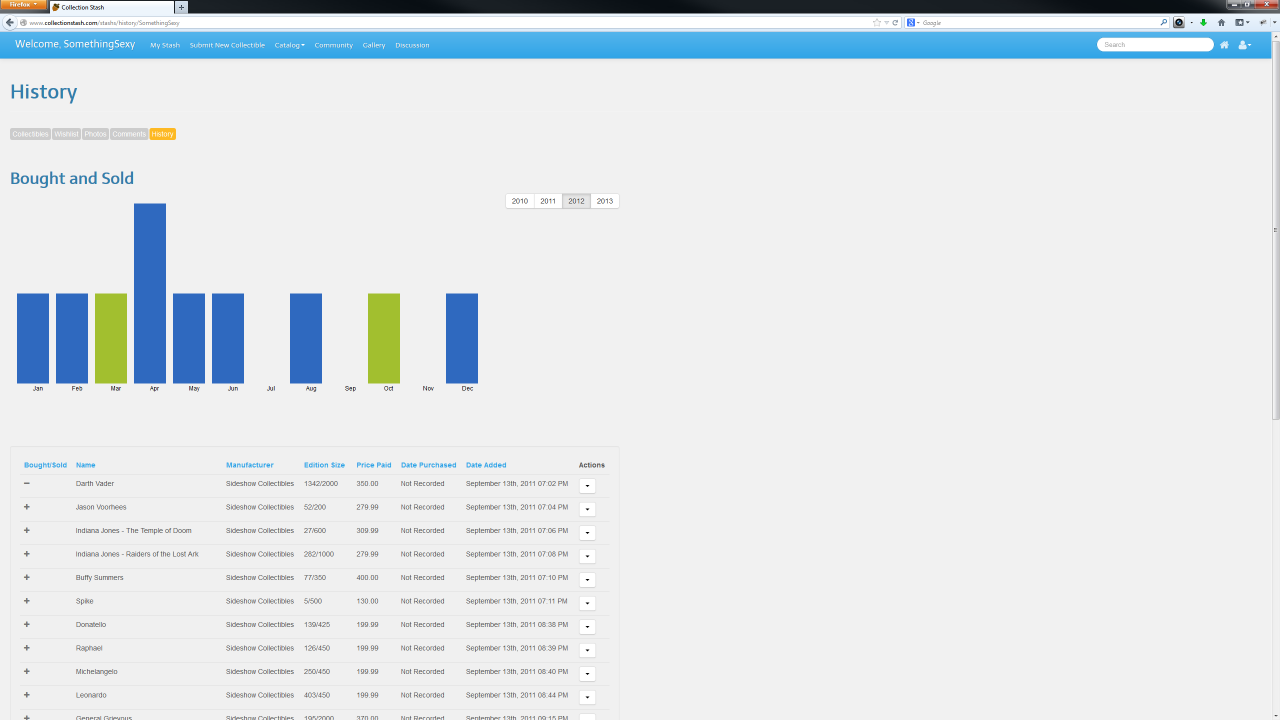 Firefox
Collection Stash
www.collectionstash.com/stashs/history/SomethingSexy
Google
Welcome, SomethingSexy My Stash Submit New Collectible Catalog Community Gallery Discussion Search
History
Collectibles Wishlist Photos Comments History
Bought and Sold
2010 2011 2012 2013
Jan Feb Mar Apr May Jun Jul Aug Sep Oct Nov Dec
Bought/Sold Name Manufacturer Edition Size Price Paid Date Purchased Date Added Actions
− Darth Vader Sideshow Collectibles 1342/2000 350.00 Not Recorded September 13th, 2011 07:02 PM
+ Jason Voorhees Sideshow Collectibles 52/200 279.99 Not Recorded September 13th, 2011 07:04 PM
+ Indiana Jones - The Temple of Doom Sideshow Collectibles 27/600 309.99 Not Recorded September 13th, 2011 07:06 PM
+ Indiana Jones - Raiders of the Lost Ark Sideshow Collectibles 282/1000 279.99 Not Recorded September 13th, 2011 07:08 PM
+ Buffy Summers Sideshow Collectibles 77/350 400.00 Not Recorded September 13th, 2011 07:10 PM
+ Spike Sideshow Collectibles 5/500 130.00 Not Recorded September 13th, 2011 07:11 PM
+ Donatello Sideshow Collectibles 139/425 199.99 Not Recorded September 13th, 2011 08:38 PM
+ Raphael Sideshow Collectibles 126/450 199.99 Not Recorded September 13th, 2011 08:39 PM
+ Michelangelo Sideshow Collectibles 250/450 199.99 Not Recorded September 13th, 2011 08:40 PM
+ Leonardo Sideshow Collectibles 403/450 199.99 Not Recorded September 13th, 2011 08:44 PM
+ General Grievous Sideshow Collectibles 195/2000 370.00 Not Recorded September 13th, 2011 09:15 PM